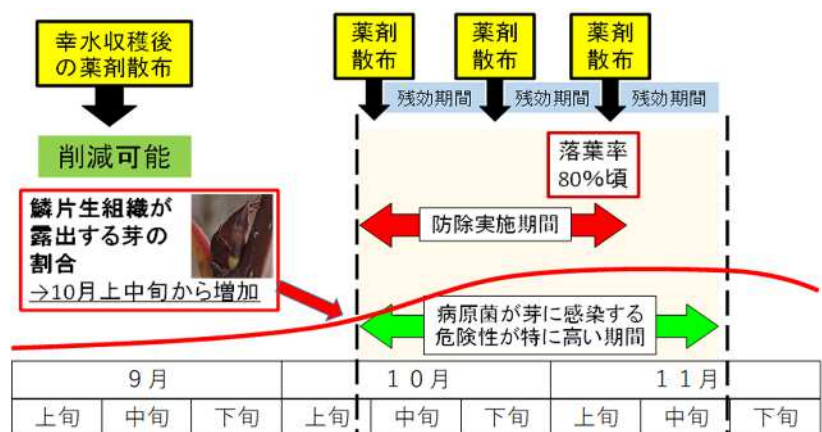 幸水収穫後
の薬剤散布
薬剤
散布
薬剤
散布
薬剤
散布
残効期間
残効期間
残効期間
削減可能
落葉率
80%頃
鱗片生組織が
露出する芽の
割合
→10月上中旬から増加
防除実施期間
病原菌が芽に感染する
危険性が特に高い期間
9月
10月
11月
上旬 中旬 下旬 上旬 中旬 下旬 上旬 中旬 下旬